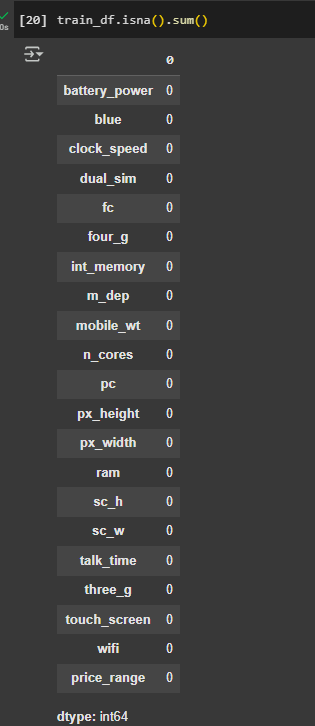 [20] train_df.isna().sum()
0s
0
battery_power 0
blue 0
clock_speed 0
dual_sim 0
fc 0
four_g 0
int_memory 0
m_dep 0
mobile_wt 0
n_cores 0
pc 0
px_height 0
px_width 0
ram 0
sc_h 0
sc_w 0
talk_time 0
three_g 0
touch_screen 0
wifi 0
price_range 0
dtype: int64